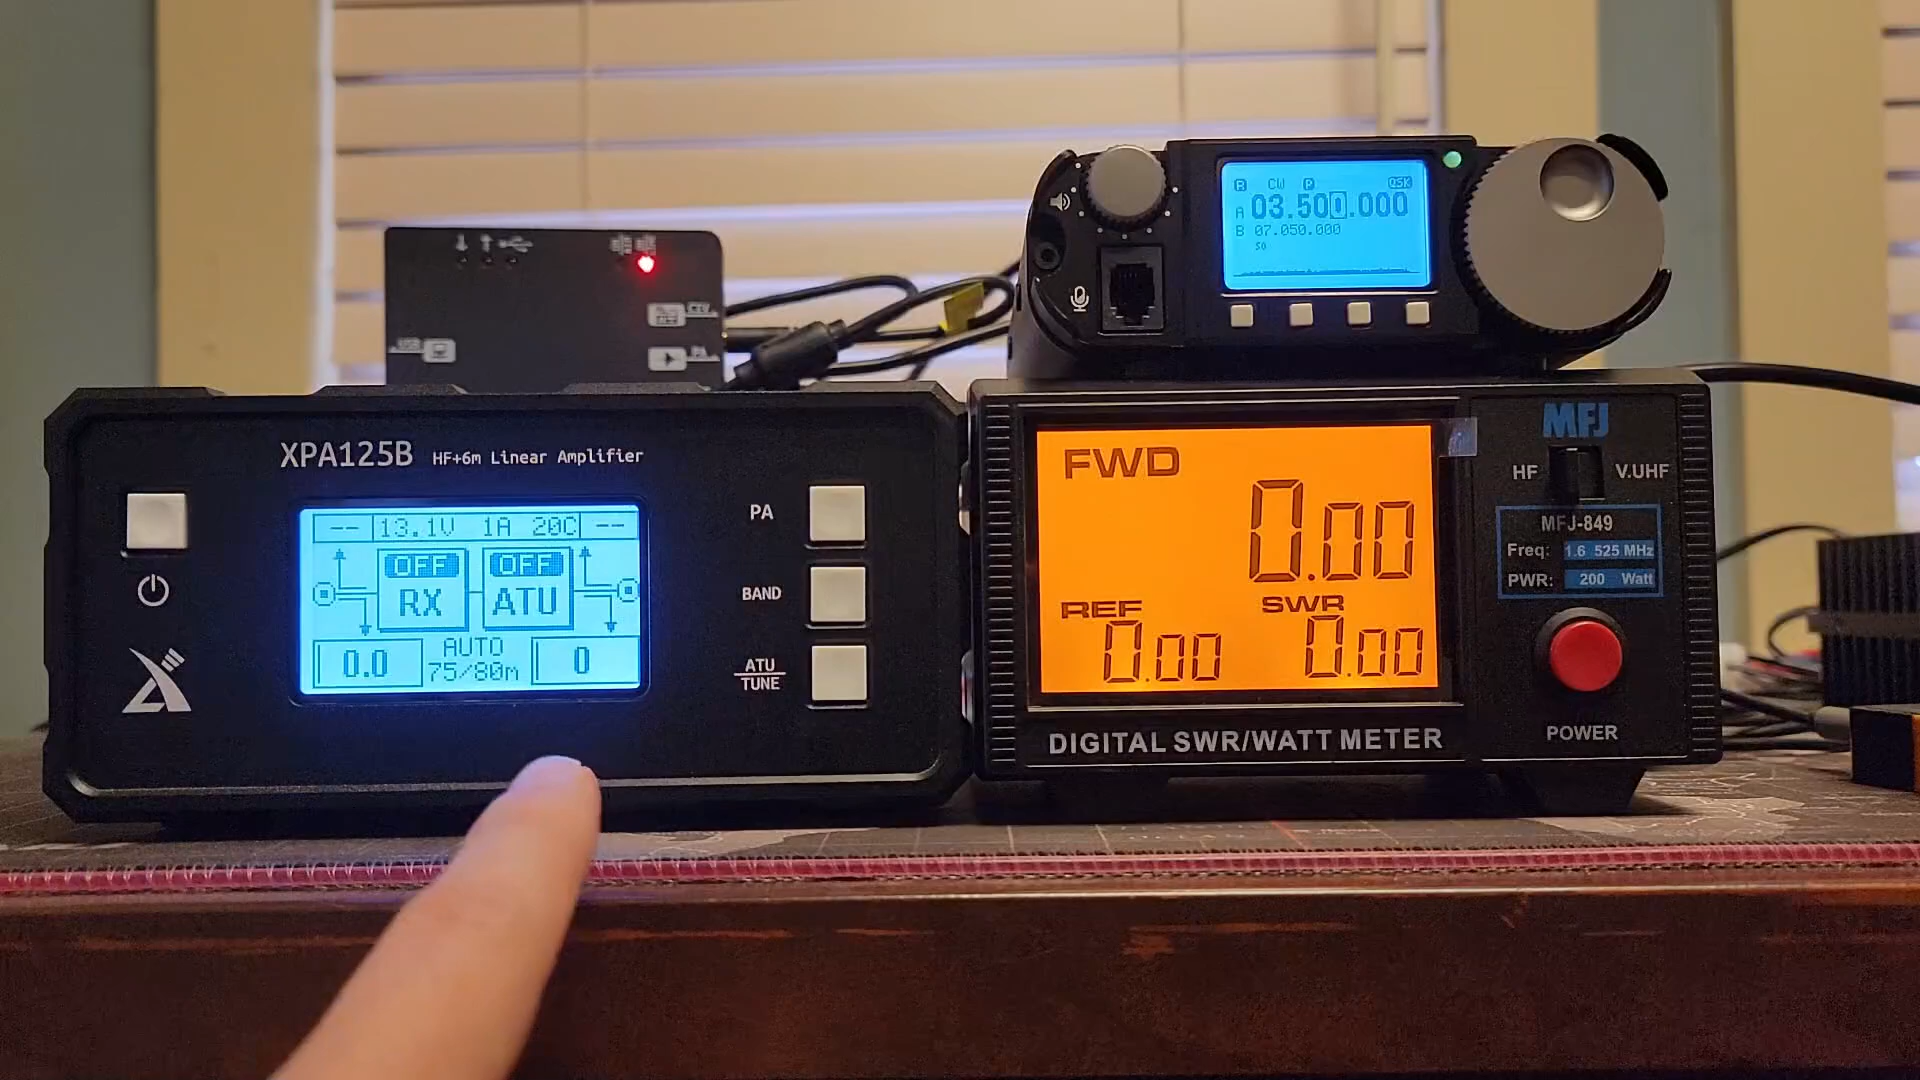 CW P QSK
A 03.500.000
B 07.050.000
S0
USB
XPA125B HF+6m Linear Amplifier
-- 13.1V 1A 20C --
OFF OFF
RX ATU
0.0 AUTO 0
75/80m
PA
BAND
ATU
TUNE
FWD
0.00
REF SWR
0.00 0.00
DIGITAL SWR/WATT METER
MFJ
HF V.UHF
MFJ-849
Freq: 1.6 525 MHz
PWR: 200 Watt
POWER